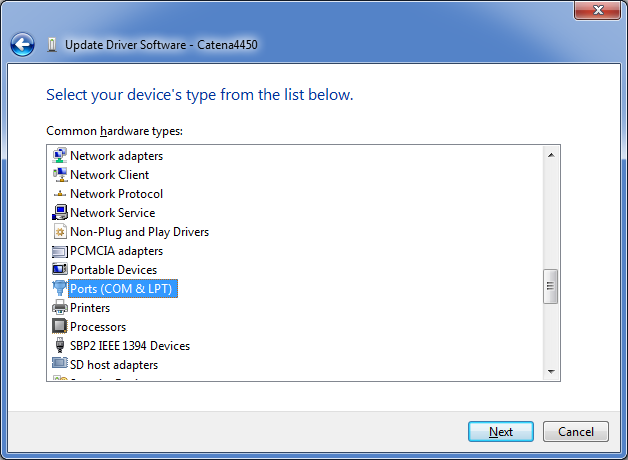 Update Driver Software - Catena4450
Select your device's type from the list below.
Common hardware types:
Network adapters
Network Client
Network Protocol
Network Service
Non-Plug and Play Drivers
PCMCIA adapters
Portable Devices
Ports (COM & LPT)
Printers
Processors
SBP2 IEEE 1394 Devices
SD host adapters
Next
Cancel